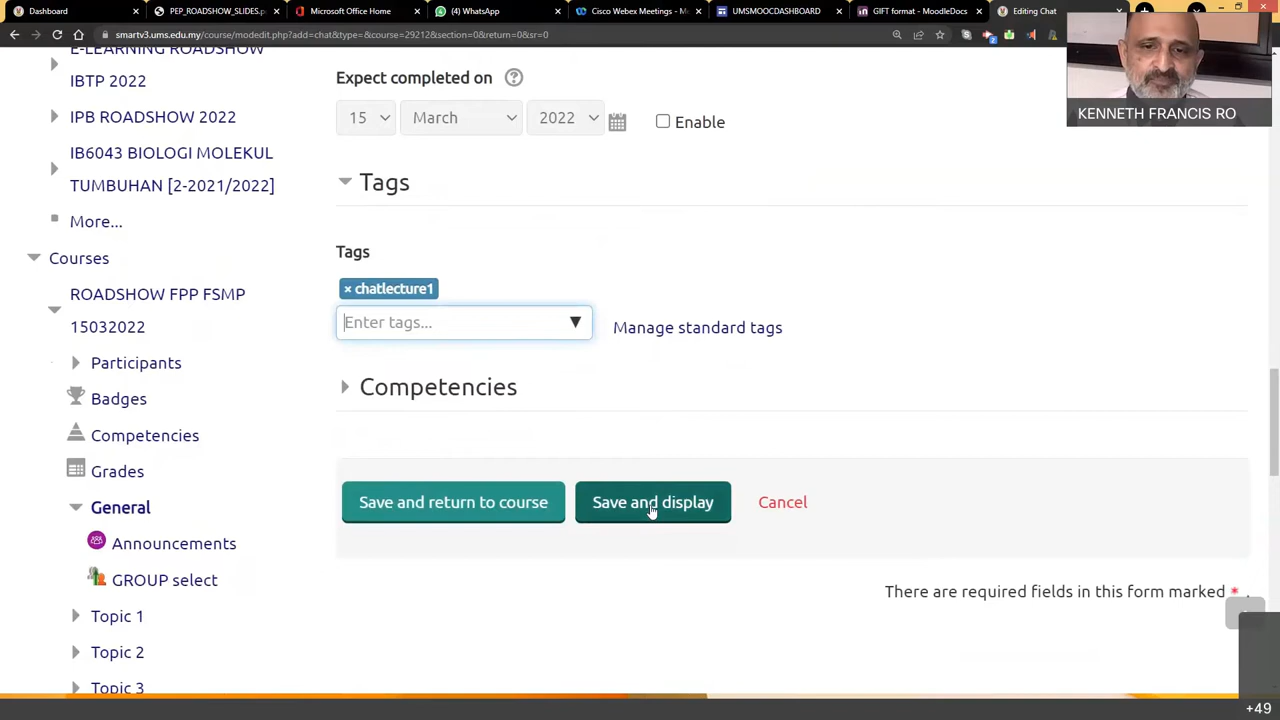 Dashboard
PEP_ROADSHOW_SLIDES.p
Microsoft Office Home
(4) WhatsApp
Cisco Webex Meetings - M
UMSMOOCDASHBOARD
GIFT format - MoodleDocs
Editing Chat
smartv3.ums.edu.my/course/modedit.php?add=chat&type=&course=29212&section=0&return=0&sr=0
E-LEARNING ROADSHOW
IBTP 2022
IPB ROADSHOW 2022
IB6043 BIOLOGI MOLEKUL
TUMBUHAN [2-2021/2022]
More...
Courses
ROADSHOW FPP FSMP
15032022
Participants
Badges
Competencies
Grades
General
Announcements
GROUP select
Topic 1
Topic 2
Topic 3
Expect completed on
15 March 2022 Enable
Tags
Tags
× chatlecture1
Enter tags... ▼ Manage standard tags
Competencies
Save and return to course Save and display Cancel
There are required fields in this form marked * .
KENNETH FRANCIS RO
+49